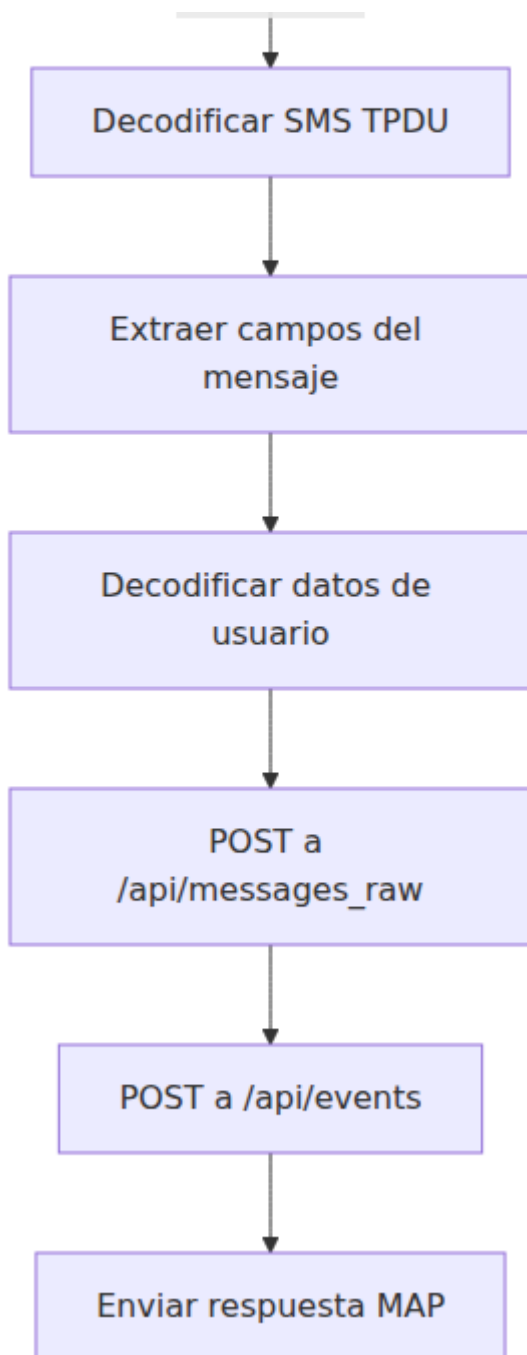 Decodificar SMS TPDU
Extraer campos del
mensaje
Decodificar datos de
usuario
POST a
/api/messages_raw
POST a /api/events
Enviar respuesta MAP